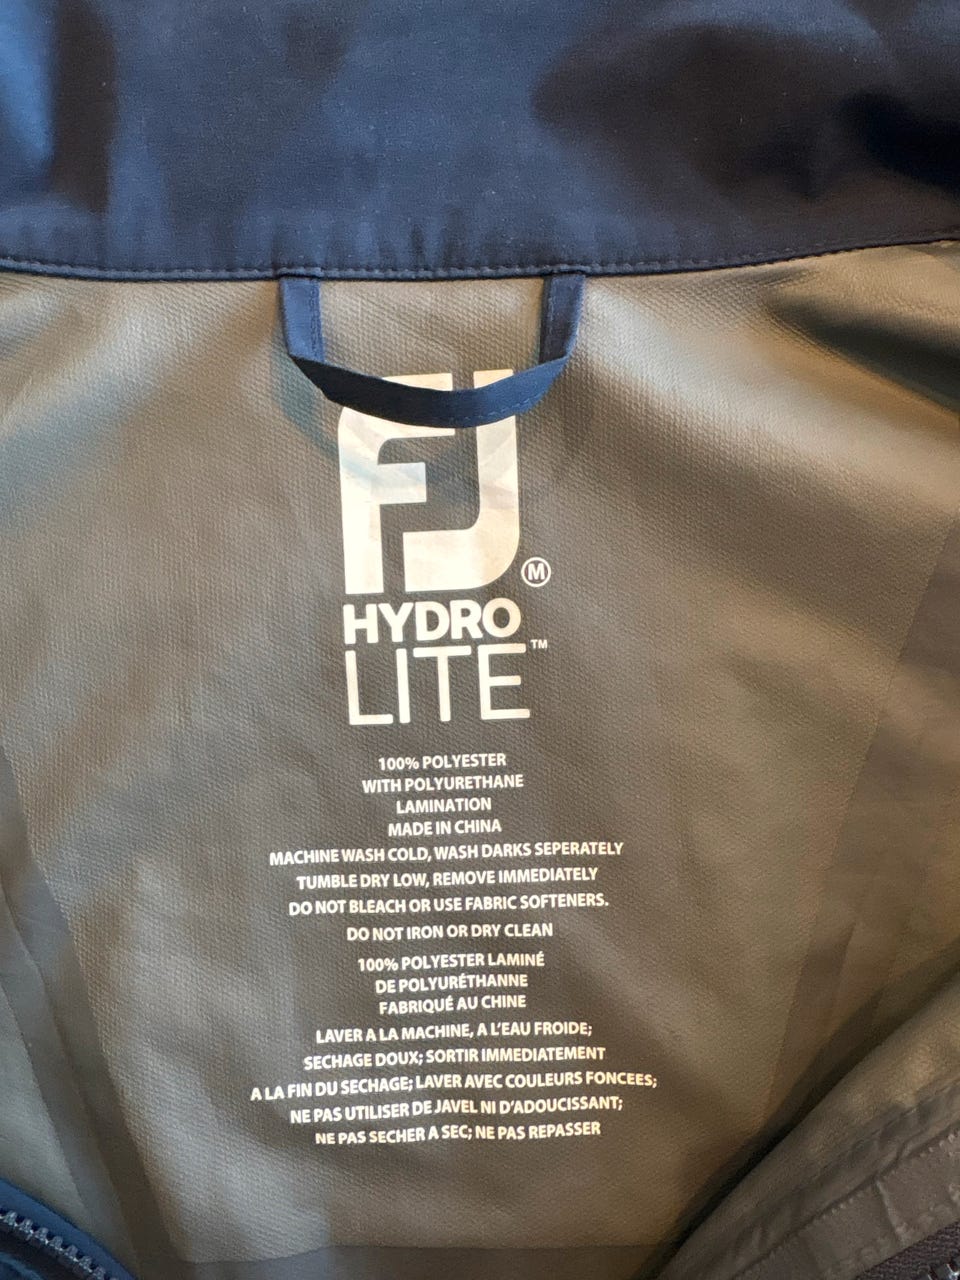 FJ
M
HYDRO
LITE™
100% POLYESTER
WITH POLYURETHANE
LAMINATION
MADE IN CHINA
MACHINE WASH COLD, WASH DARKS SEPERATELY
TUMBLE DRY LOW, REMOVE IMMEDIATELY
DO NOT BLEACH OR USE FABRIC SOFTENERS.
DO NOT IRON OR DRY CLEAN
100% POLYESTER LAMINÉ
DE POLYURÉTHANNE
FABRIQUÉ AU CHINE
LAVER A LA MACHINE, A L'EAU FROIDE;
SECHAGE DOUX; SORTIR IMMEDIATEMENT
A LA FIN DU SECHAGE; LAVER AVEC COULEURS FONCEES;
NE PAS UTILISER DE JAVEL NI D'ADOUCISSANT;
NE PAS SECHER A SEC; NE PAS REPASSER